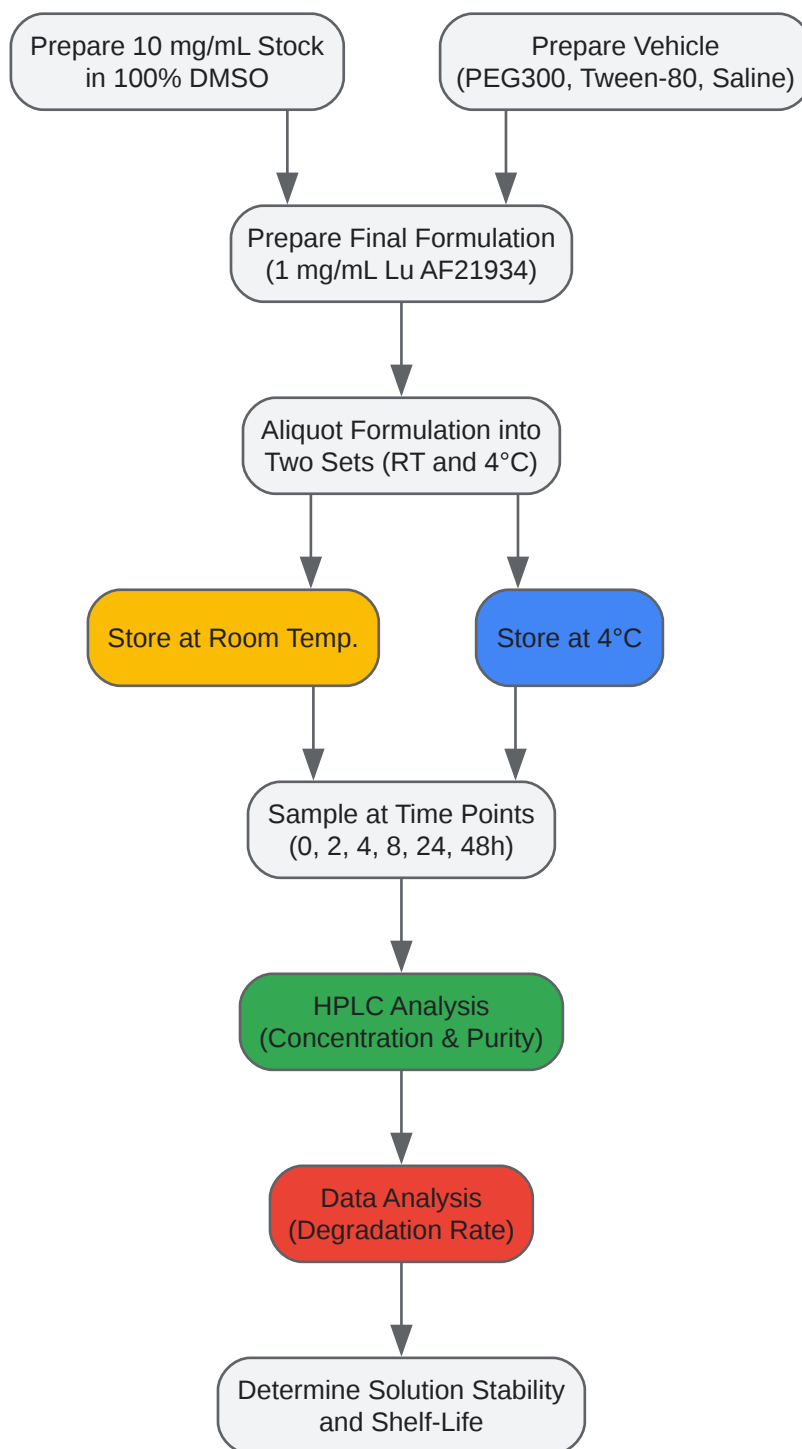 Prepare 10 mg/mL Stock
in 100% DMSO
Prepare Vehicle
(PEG300, Tween-80, Saline)
Prepare Final Formulation
(1 mg/mL Lu AF21934)
Aliquot Formulation into
Two Sets (RT and 4°C)
Store at Room Temp.
Store at 4°C
Sample at Time Points
(0, 2, 4, 8, 24, 48h)
HPLC Analysis
(Concentration & Purity)
Data Analysis
(Degradation Rate)
Determine Solution Stability
and Shelf-Life